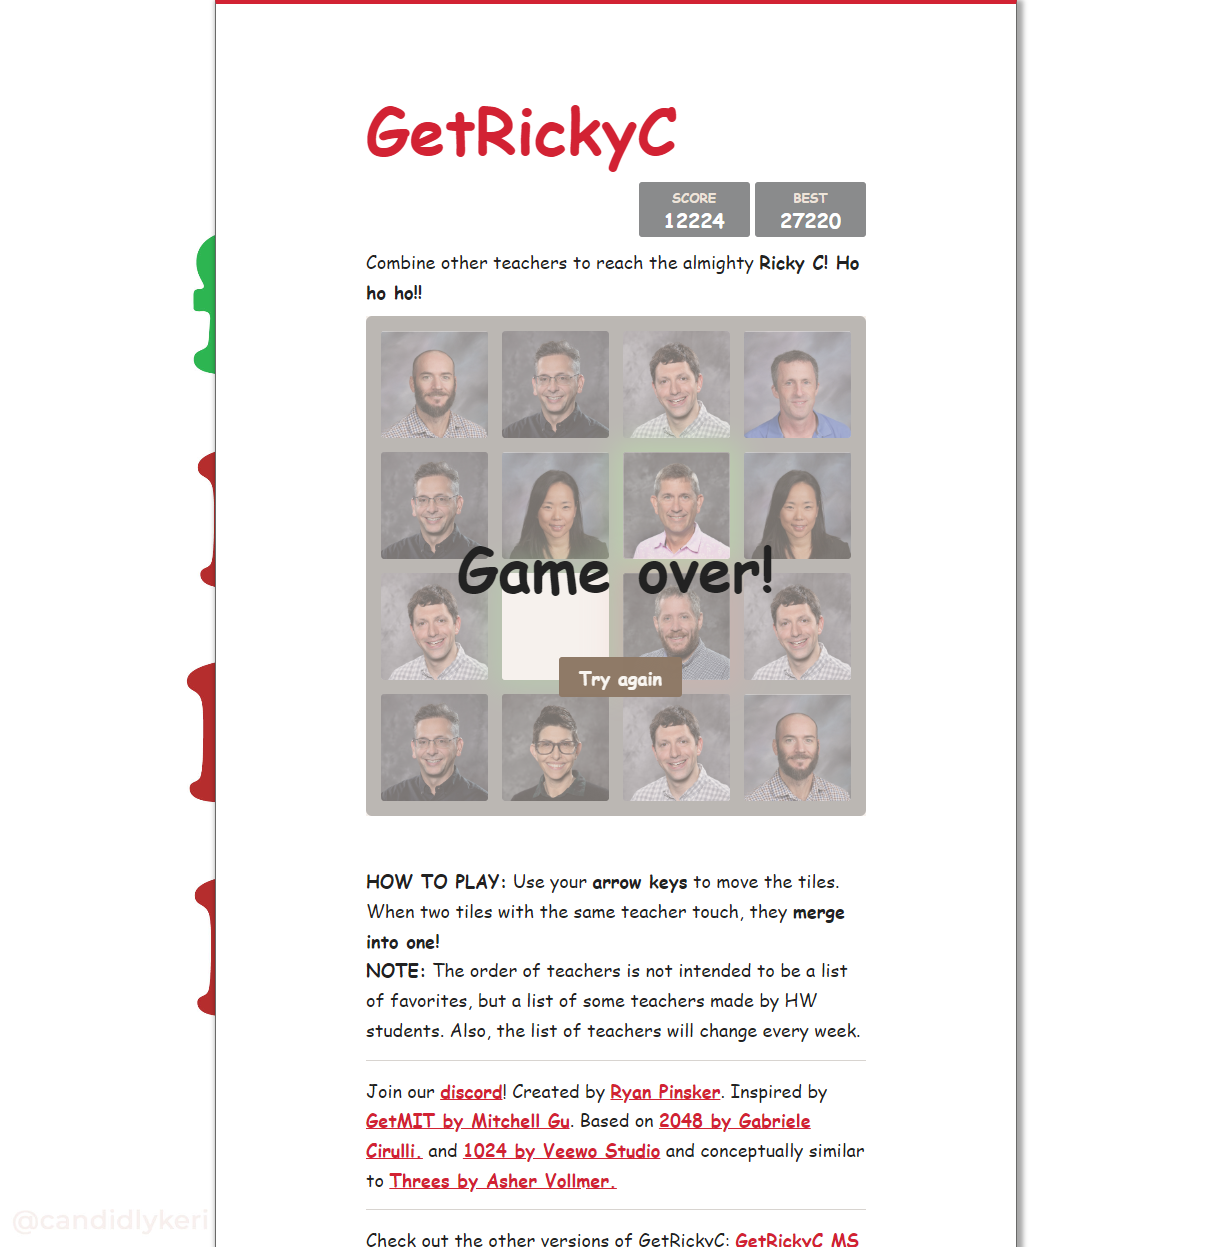 GetRickyC
SCORE
12224
BEST
27220
Combine other teachers to reach the almighty Ricky C! Ho
ho ho!!
Game over!
Try again
HOW TO PLAY: Use your arrow keys to move the tiles.
When two tiles with the same teacher touch, they merge
into one!
NOTE: The order of teachers is not intended to be a list
of favorites, but a list of some teachers made by HW
students. Also, the list of teachers will change every week.
Join our discord! Created by Ryan Pinsker. Inspired by
GetMIT by Mitchell Gu. Based on 2048 by Gabriele
Cirulli. and 1024 by Veewo Studio and conceptually similar
to Threes by Asher Vollmer.
@candidlykeri
Check out the other versions of GetRickyC: GetRickyC MS